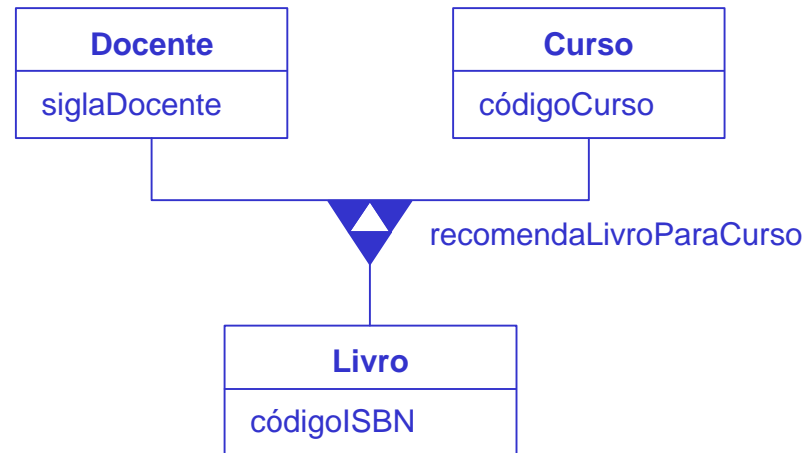 Docente
siglaDocente
Curso
códigoCurso
recomendaLivroParaCurso
Livro
códigoISBN